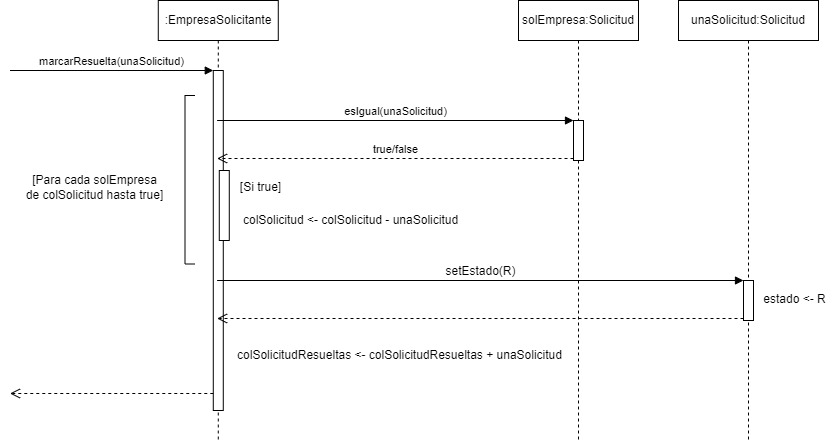 :EmpresaSolicitante
solEmpresa:Solicitud
unaSolicitud:Solicitud
marcarResuelta(unaSolicitud)
esIgual(unaSolicitud)
true/false
[Para cada solEmpresa
de colSolicitud hasta true]
[Si true]
colSolicitud <- colSolicitud - unaSolicitud
setEstado(R)
estado <- R
colSolicitudResueltas <- colSolicitudResueltas + unaSolicitud